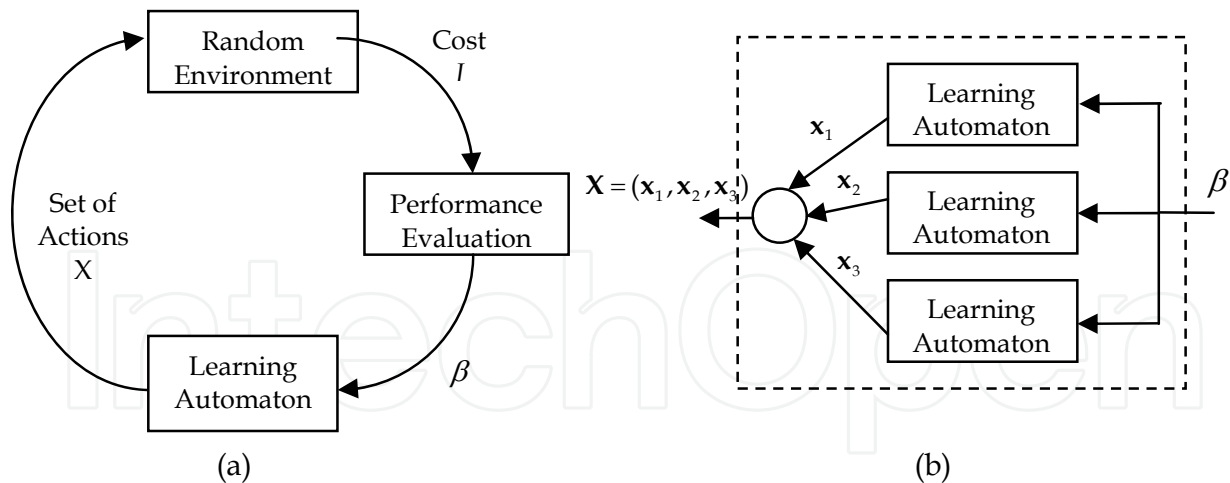 Random
Environment
Cost
I
Performance
Evaluation
Set of
Actions
X
Learning
Automaton
β
(a)
Learning
Automaton
x₁
X = (x₁, x₂, x₃)
x₂
Learning
Automaton
β
x₃
Learning
Automaton
(b)
IntechOpen